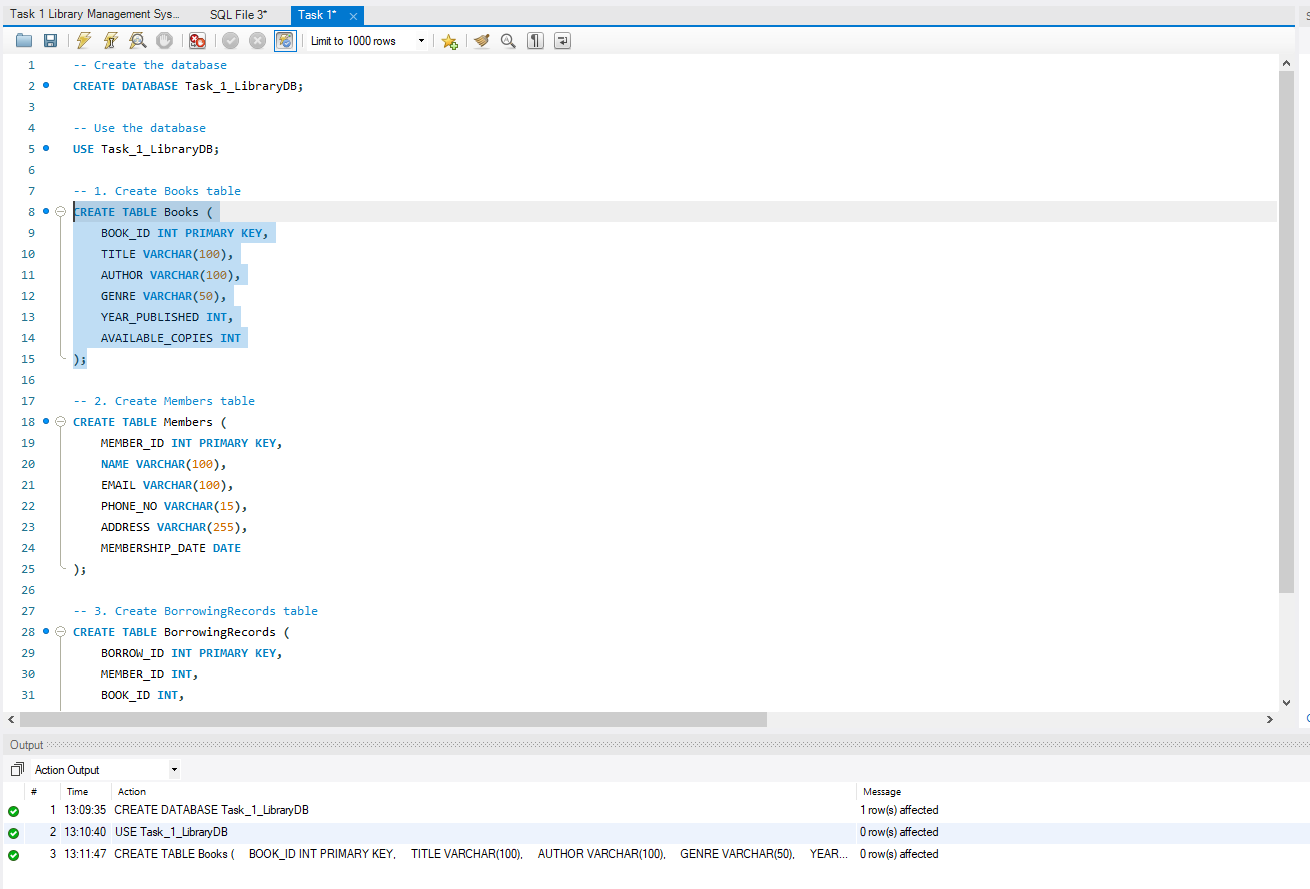 Task 1 Library Management Sys... SQL File 3* Task 1* ×
Limit to 1000 rows
1 -- Create the database
2 CREATE DATABASE Task_1_LibraryDB;
3
4 -- Use the database
5 USE Task_1_LibraryDB;
6
7 -- 1. Create Books table
8 CREATE TABLE Books (
9 BOOK_ID INT PRIMARY KEY,
10 TITLE VARCHAR(100),
11 AUTHOR VARCHAR(100),
12 GENRE VARCHAR(50),
13 YEAR_PUBLISHED INT,
14 AVAILABLE_COPIES INT
15 );
16
17 -- 2. Create Members table
18 CREATE TABLE Members (
19 MEMBER_ID INT PRIMARY KEY,
20 NAME VARCHAR(100),
21 EMAIL VARCHAR(100),
22 PHONE_NO VARCHAR(15),
23 ADDRESS VARCHAR(255),
24 MEMBERSHIP_DATE DATE
25 );
26
27 -- 3. Create BorrowingRecords table
28 CREATE TABLE BorrowingRecords (
29 BORROW_ID INT PRIMARY KEY,
30 MEMBER_ID INT,
31 BOOK_ID INT,
Output
Action Output
# Time Action Message
1 13:09:35 CREATE DATABASE Task_1_LibraryDB 1 row(s) affected
2 13:10:40 USE Task_1_LibraryDB 0 row(s) affected
3 13:11:47 CREATE TABLE Books ( BOOK_ID INT PRIMARY KEY, TITLE VARCHAR(100), AUTHOR VARCHAR(100), GENRE VARCHAR(50), YEAR... 0 row(s) affected